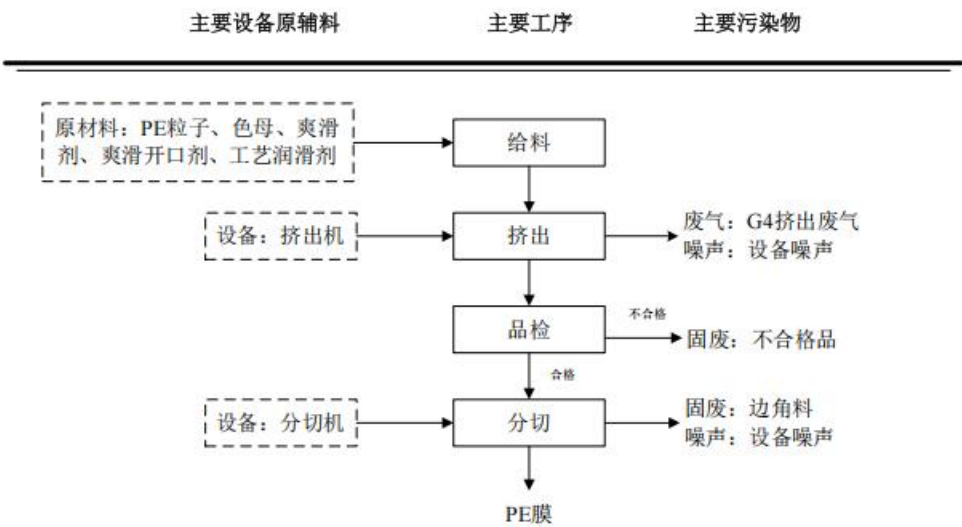 主要设备原辅料
主要工序
主要污染物
原材料：PE粒子、色母、爽滑
剂、爽滑开口剂、工艺润滑剂
给料
设备：挤出机
挤出
废气：G4挤出废气
噪声：设备噪声
品检
不合格
固废：不合格品
合格
设备：分切机
分切
固废：边角料
噪声：设备噪声
PE膜